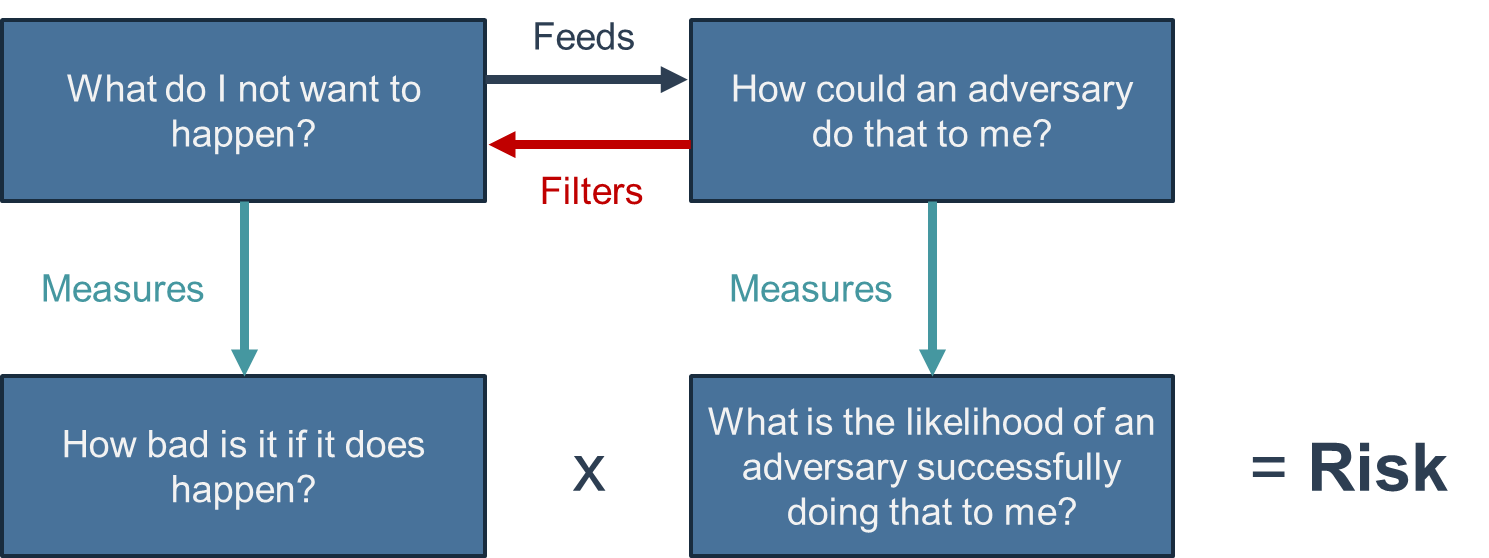 Feeds
What do I not want to
happen?
How could an adversary
do that to me?
Filters
Measures
Measures
How bad is it if it does
happen?
x
What is the likelihood of an
adversary successfully
doing that to me?
= Risk